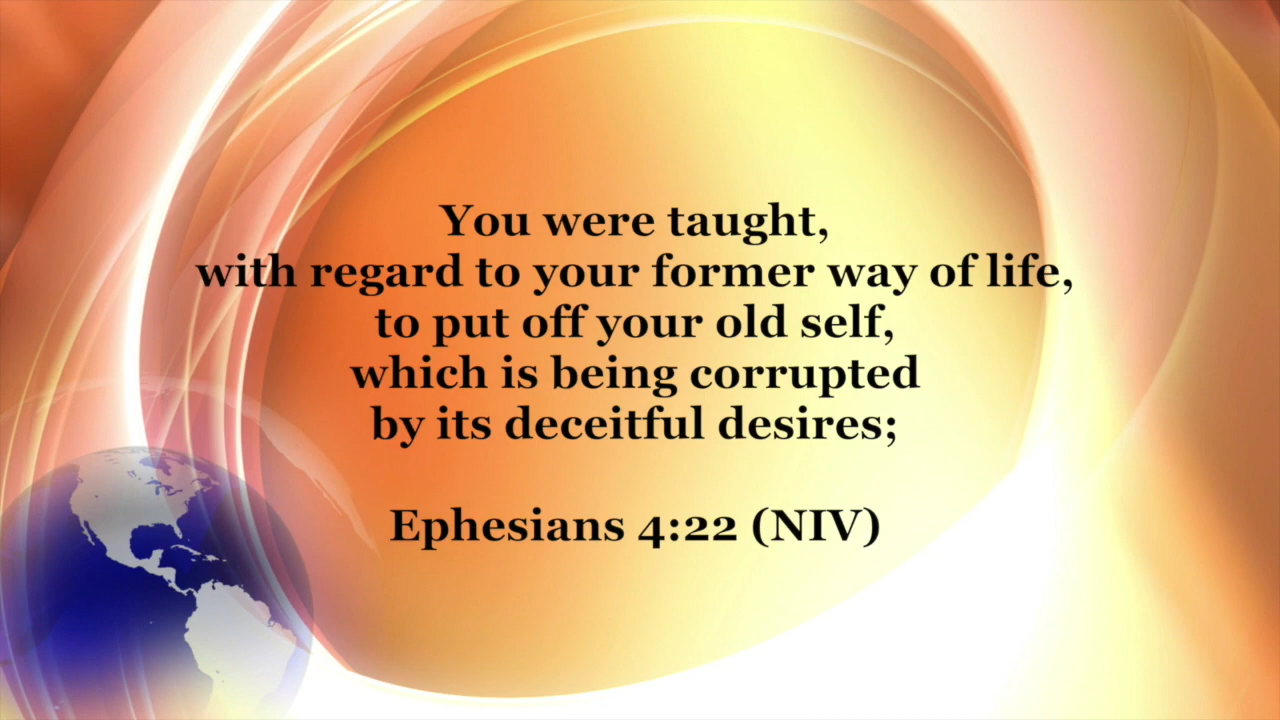 You were taught,
with regard to your former way of life,
to put off your old self,
which is being corrupted
by its deceitful desires;
Ephesians 4:22 (NIV)